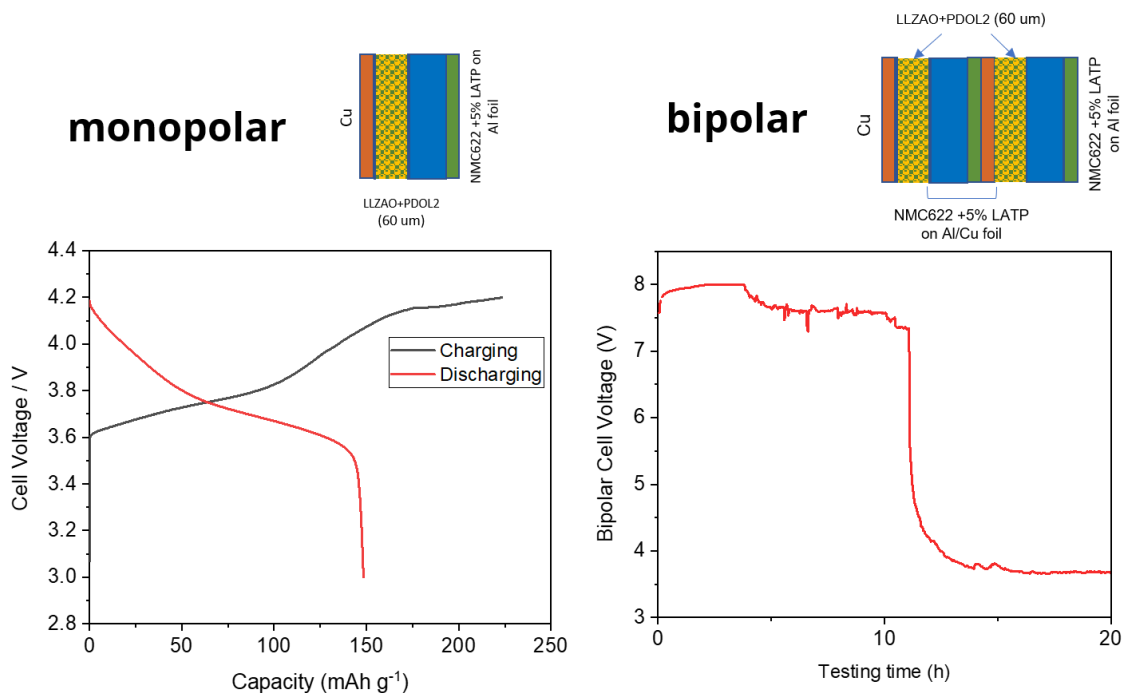 monopolar
Cu
NMC622 +5% LATP on
Al foil
LLZAO+PDOL2
(60 um)
bipolar
LLZAO+PDOL2 (60 um)
Cu
NMC622 +5% LATP
on Al foil
NMC622 +5% LATP
on Al/Cu foil
4.4
4.2
4.0
3.8
3.6
3.4
3.2
3.0
2.8
Cell Voltage / V
Charging
Discharging
0
50
100
150
200
250
Capacity (mAh g⁻¹)
8
7
6
5
4
3
Bipolar Cell Voltage (V)
0
10
20
Testing time (h)